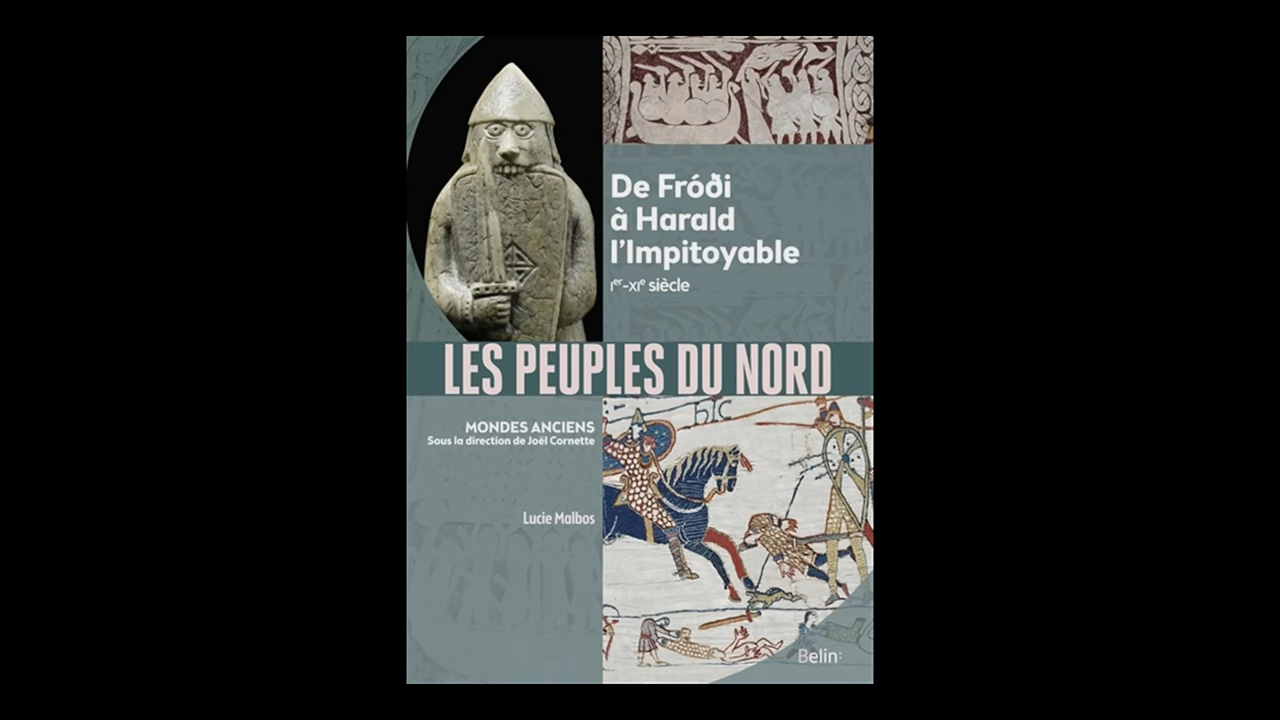 De Fróði
à Harald
l'Impitoyable
Ier-XIe siècle
LES PEUPLES DU NORD
MONDES ANCIENS
Sous la direction de Joël Cornette
Lucie Malbos
hIC
Belin: